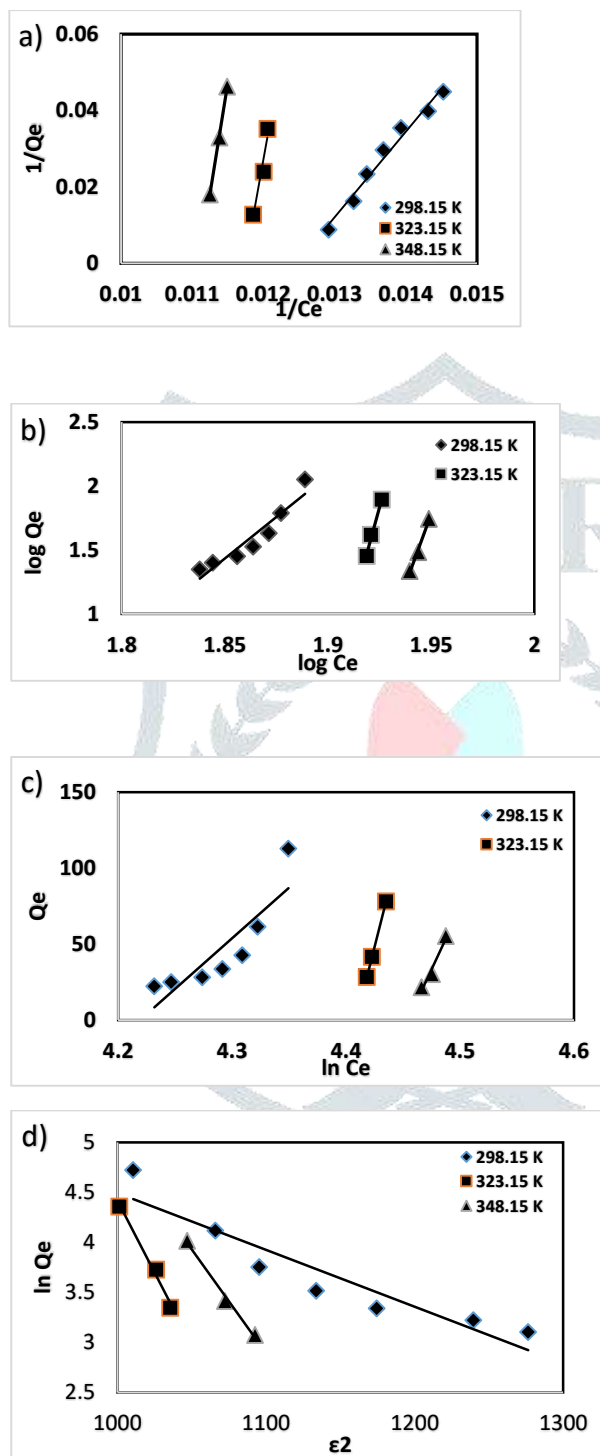 a)
0.06
0.04
0.02
0
1/Qe
298.15 K
323.15 K
348.15 K
0.01 0.011 0.012 0.013 0.014 0.015
1/Ce
b)
2.5
2
1.5
1
log Qe
298.15 K
323.15 K
1.8 1.85 1.9 1.95 2
log Ce
c)
150
100
50
0
Qe
298.15 K
323.15 K
4.2 4.3 4.4 4.5 4.6
ln Ce
d)
5
4.5
4
3.5
3
2.5
ln Qe
298.15 K
323.15 K
348.15 K
1000 1100 1200 1300
ε2